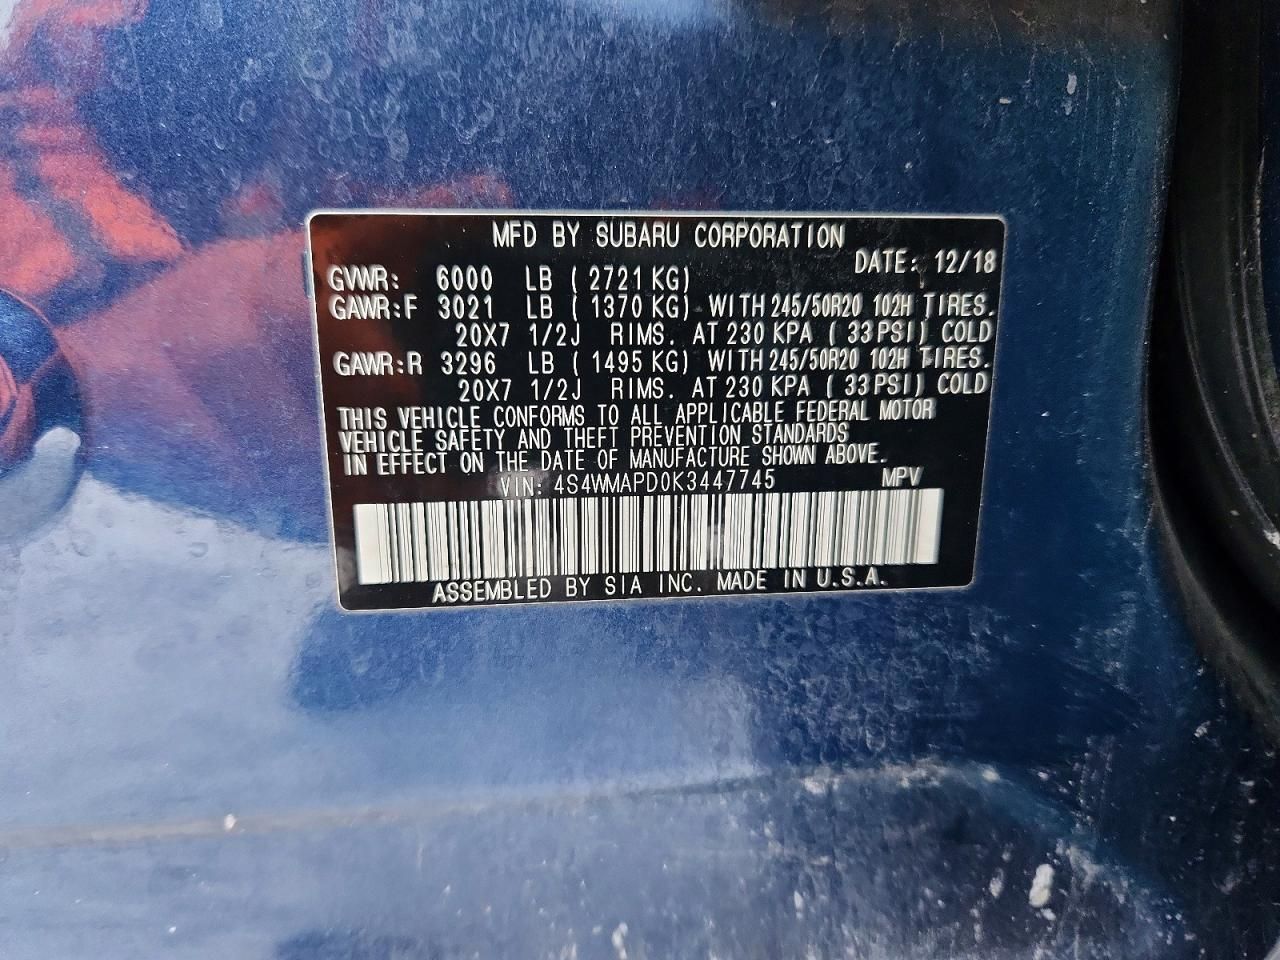 MFD BY SUBARU CORPORATION
DATE: 12/18
GVWR: 6000 LB ( 2721 KG)
GAWR:F 3021 LB ( 1370 KG) WITH 245/50R20 102H TIRES.
20X7 1/2J RIMS. AT 230 KPA ( 33 PSI) COLD
GAWR:R 3296 LB ( 1495 KG) WITH 245/50R20 102H TIRES.
20X7 1/2J RIMS. AT 230 KPA ( 33 PSI) COLD
THIS VEHICLE CONFORMS TO ALL APPLICABLE FEDERAL MOTOR
VEHICLE SAFETY AND THEFT PREVENTION STANDARDS
IN EFFECT ON THE DATE OF MANUFACTURE SHOWN ABOVE.
VIN: 4S4WMAPD0K3447745 MPV
ASSEMBLED BY SIA INC. MADE IN U.S.A.